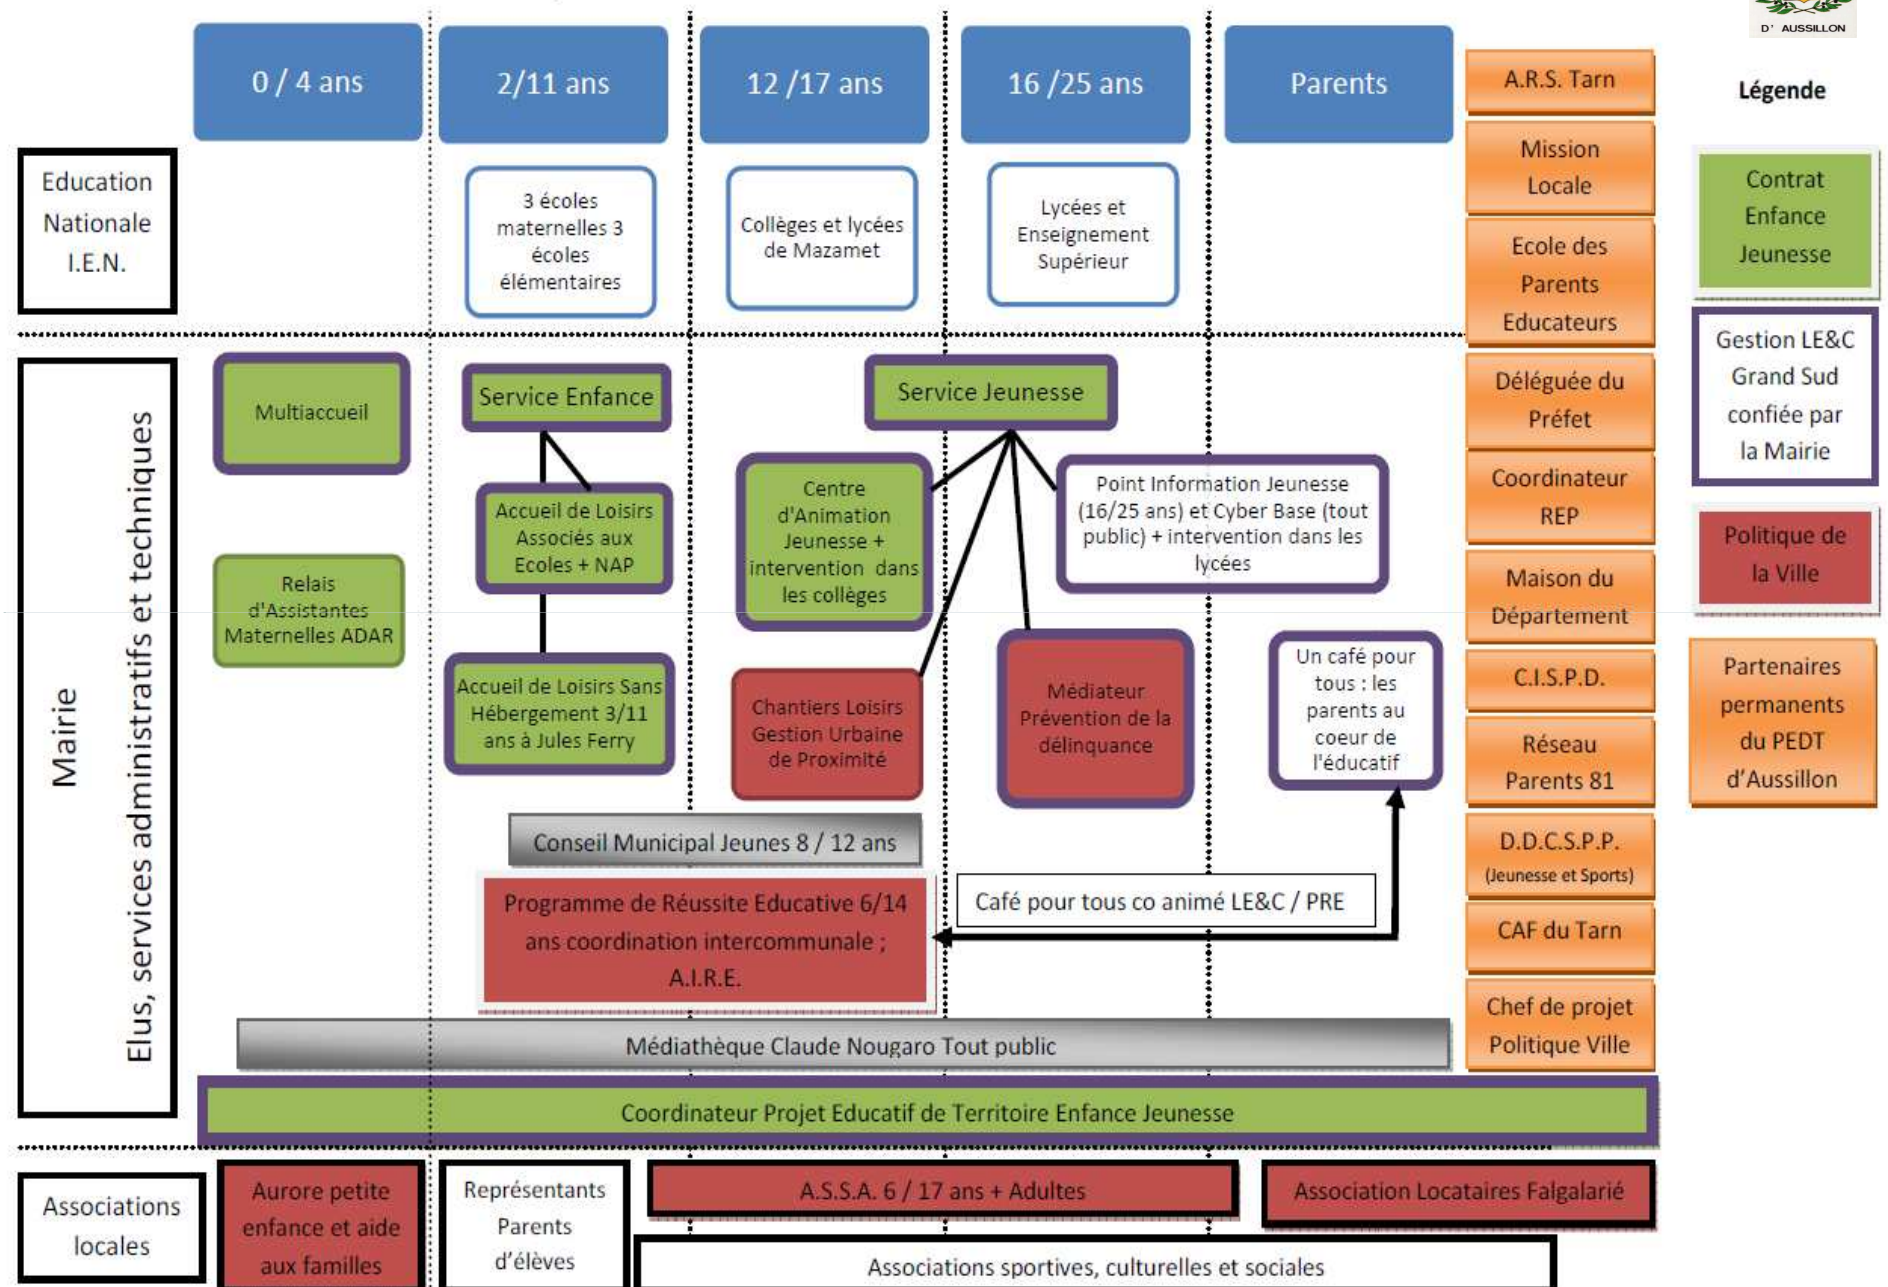 D' AUSSILLON
0 / 4 ans
2/11 ans
12 /17 ans
16 /25 ans
Parents
Education
Nationale
I.E.N.
3 écoles
maternelles 3
écoles
élémentaires
Collèges et lycées
de Mazamet
Lycées et
Enseignement
Supérieur
Mairie
Elus, services administratifs et techniques
Multiaccueil
Relais
d'Assistantes
Maternelles ADAR
Service Enfance
Accueil de Loisirs
Associés aux
Ecoles + NAP
Accueil de Loisirs Sans
Hébergement 3/11
ans à Jules Ferry
Service Jeunesse
Centre
d'Animation
Jeunesse +
intervention dans
les collèges
Point Information Jeunesse
(16/25 ans) et Cyber Base (tout
public) + intervention dans les
lycées
Chantiers Loisirs
Gestion Urbaine
de Proximité
Médiateur
Prévention de la
délinquance
Un café pour
tous : les
parents au
coeur de
l'éducatif
Conseil Municipal Jeunes 8 / 12 ans
Programme de Réussite Educative 6/14
ans coordination intercommunale ;
A.I.R.E.
Café pour tous co animé LE&C / PRE
Médiathèque Claude Nougaro Tout public
Coordinateur Projet Educatif de Territoire Enfance Jeunesse
Associations
locales
Aurore petite
enfance et aide
aux familles
Représentants
Parents
d’élèves
A.S.S.A. 6 / 17 ans + Adultes
Association Locataires Falgalarié
Associations sportives, culturelles et sociales
A.R.S. Tarn
Mission
Locale
Ecole des
Parents
Educateurs
Déléguée du
Préfet
Coordinateur
REP
Maison du
Département
C.I.S.P.D.
Réseau
Parents 81
D.D.C.S.P.P.
(Jeunesse et Sports)
CAF du Tarn
Chef de projet
Politique Ville
Légende
Contrat
Enfance
Jeunesse
Gestion LE&C
Grand Sud
confiée par
la Mairie
Politique de
la Ville
Partenaires
permanents
du PEDT
d’Aussillon